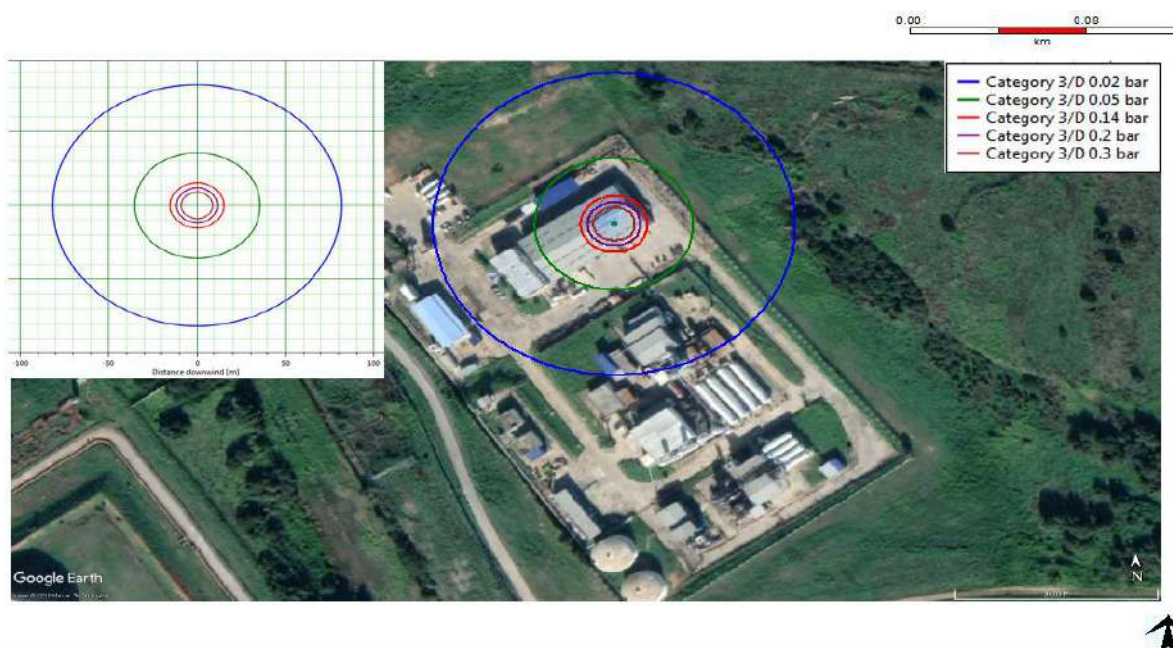 0.00 0.08
km
Category 3/D 0.02 bar
Category 3/D 0.05 bar
Category 3/D 0.14 bar
Category 3/D 0.2 bar
Category 3/D 0.3 bar
-100 -50 0 50 100
Distance downwind [m]
Google Earth
N